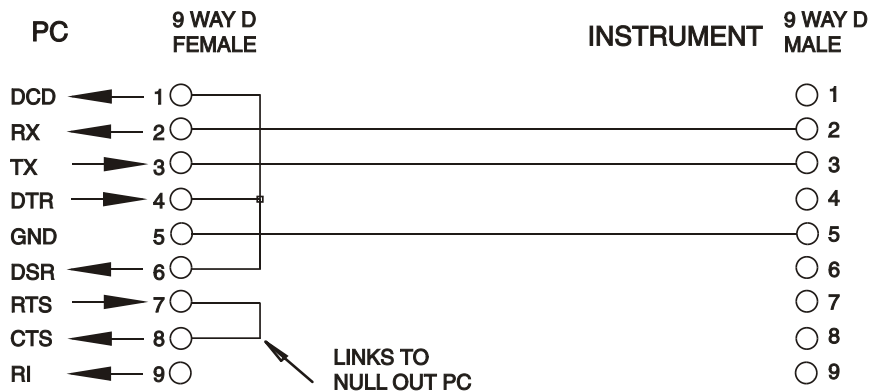 PC
9 WAY D
FEMALE
INSTRUMENT
9 WAY D
MALE
DCD 1 1
RX 2 2
TX 3 3
DTR 4 4
GND 5 5
DSR 6 6
RTS 7 7
CTS 8 8
RI 9 9
LINKS TO
NULL OUT PC